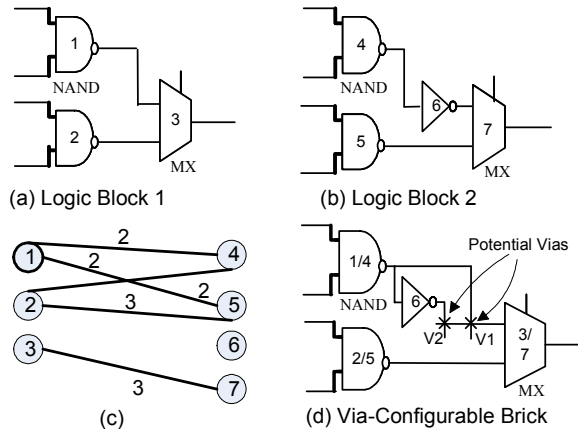 1
NAND
2
3
MX
(a) Logic Block 1
4
NAND
5
6
7
MX
(b) Logic Block 2
1
2
3
2
2
2
3
3
4
5
6
7
(c)
1/4
NAND
6
2/5
Potential Vias
V2
V1
3/
7
MX
(d) Via-Configurable Brick